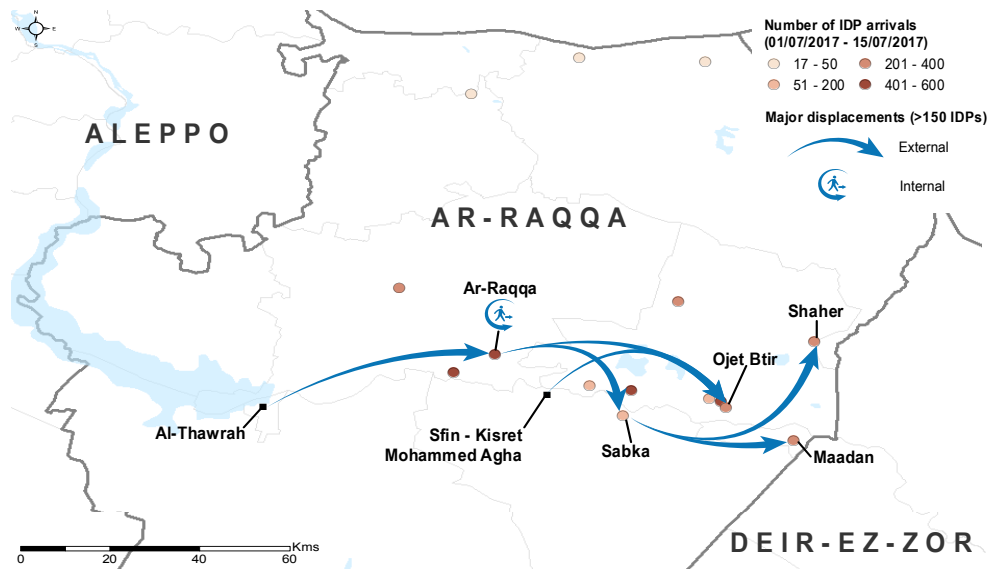 N
W E
S
Number of IDP arrivals
(01/07/2017 - 15/07/2017)
17 - 50 201 - 400
51 - 200 401 - 600
Major displacements (>150 IDPs)
External
Internal
ALEPPO
AR-RAQQA
Ar-Raqqa
Shaher
Ojet Btir
Al-Thawrah
Sfin - Kisret
Mohammed Agha
Sabka
Maadan
DEIR-EZ-ZOR
Kms
0 20 40 60